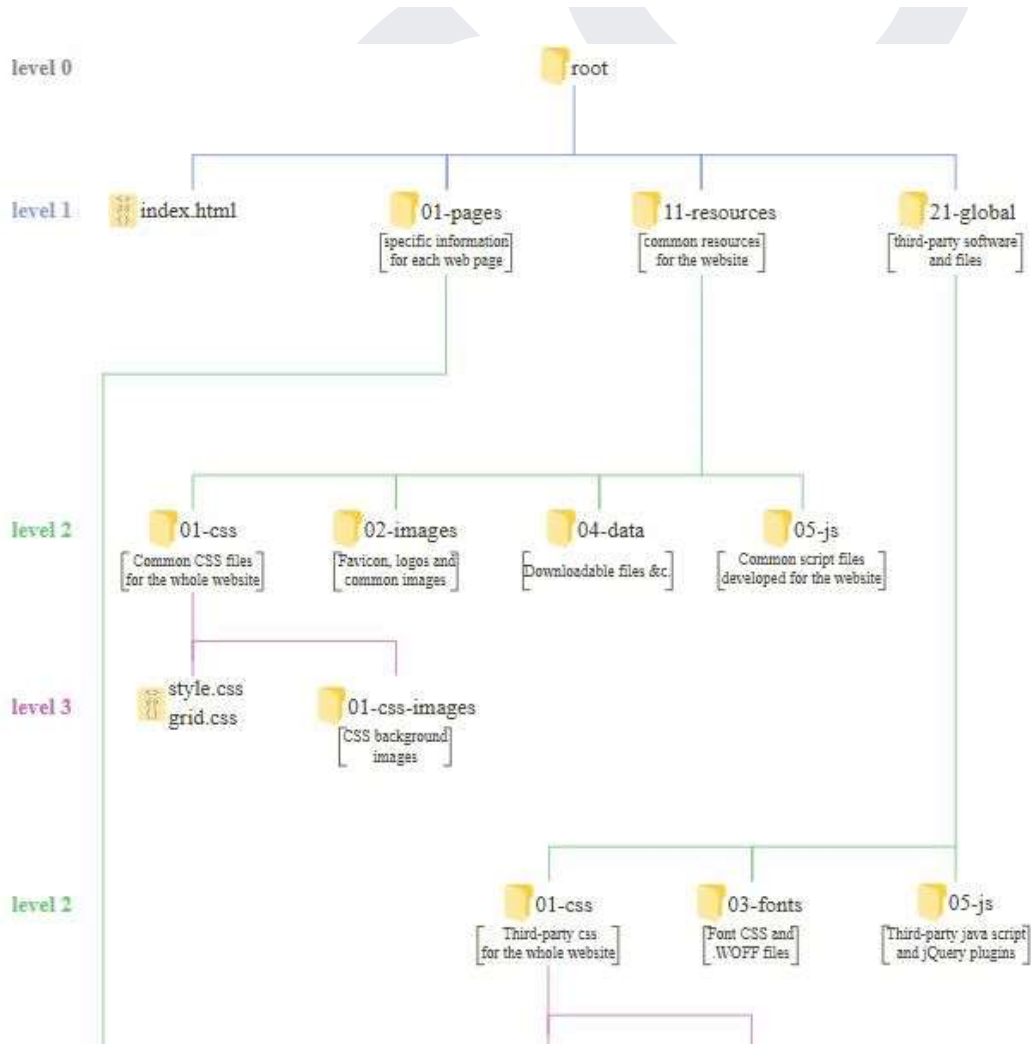 level 0
root
level 1
index.html
01-pages
specific information
for each web page
11-resources
common resources
for the website
21-global
third-party software
and files
level 2
01-css
Common CSS files
for the whole website
02-images
Favicon, logos and
common images
04-data
Downloadable files &c.
05-js
Common script files
developed for the website
level 3
style.css
grid.css
01-css-images
CSS background
images
level 2
01-css
Third-party css
for the whole website
03-fonts
Font CSS and
.WOFF files
05-js
Third-party java script
and jQuery plugins